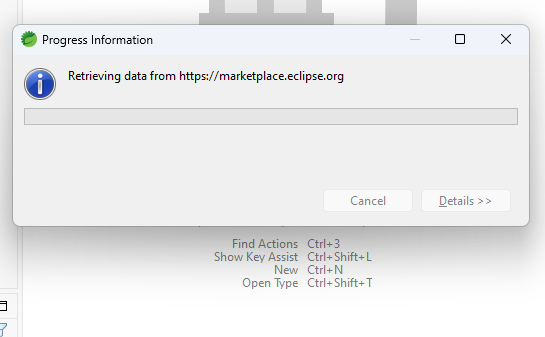 Progress Information
Retrieving data from https://marketplace.eclipse.org
Cancel
Details >>
Find Actions Ctrl+3
Show Key Assist Ctrl+Shift+L
New Ctrl+N
Open Type Ctrl+Shift+T